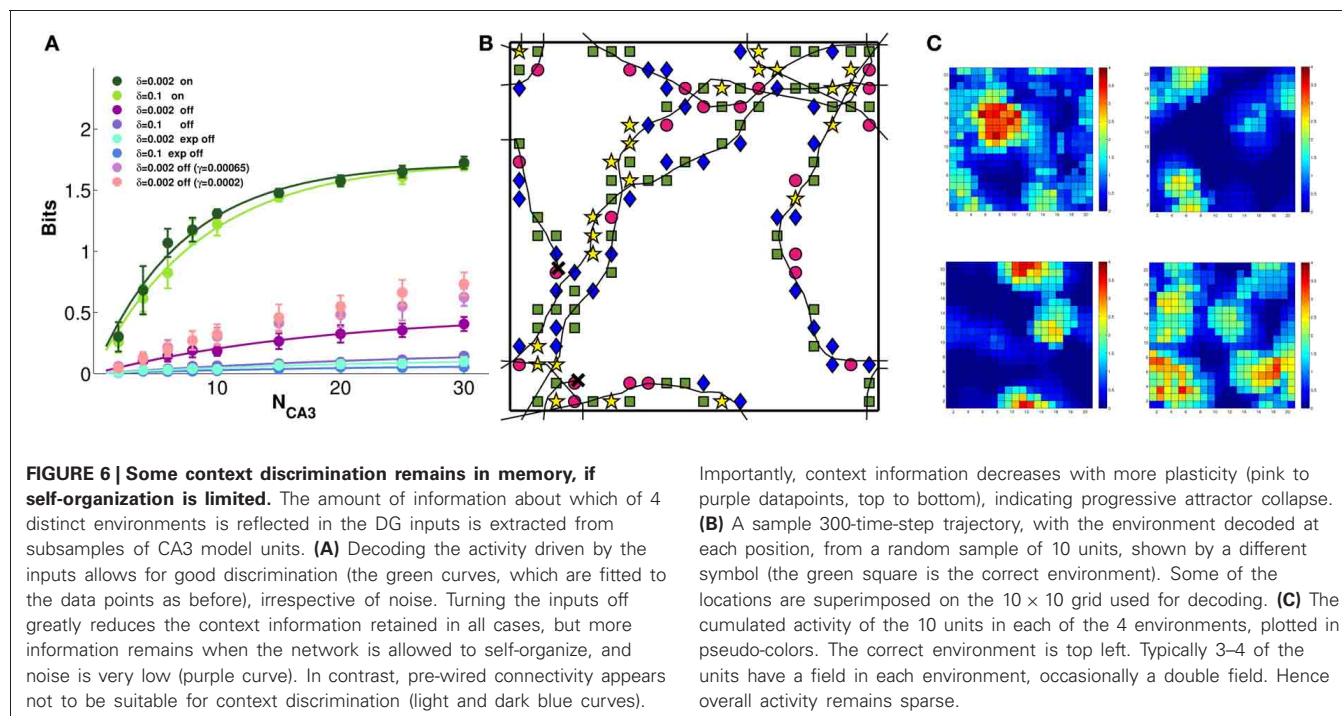 A
δ=0.002 on
δ=0.1 on
δ=0.002 off
δ=0.1 off
δ=0.002 exp off
δ=0.1 exp off
δ=0.002 off (γ=0.00065)
δ=0.002 off (γ=0.0002)
2
1.5
1
0.5
0
Bits
10
20
30
N_CA3
B
C
FIGURE 6 | Some context discrimination remains in memory, if
self-organization is limited. The amount of information about which of 4
distinct environments is reflected in the DG inputs is extracted from
subsamples of CA3 model units. (A) Decoding the activity driven by the
inputs allows for good discrimination (the green curves, which are fitted to
the data points as before), irrespective of noise. Turning the inputs off
greatly reduces the context information retained in all cases, but more
information remains when the network is allowed to self-organize, and
noise is very low (purple curve). In contrast, pre-wired connectivity appears
not to be suitable for context discrimination (light and dark blue curves).
Importantly, context information decreases with more plasticity (pink to
purple datapoints, top to bottom), indicating progressive attractor collapse.
(B) A sample 300-time-step trajectory, with the environment decoded at
each position, from a random sample of 10 units, shown by a different
symbol (the green square is the correct environment). Some of the
locations are superimposed on the 10 × 10 grid used for decoding. (C) The
cumulated activity of the 10 units in each of the 4 environments, plotted in
pseudo-colors. The correct environment is top left. Typically 3–4 of the
units have a field in each environment, occasionally a double field. Hence
overall activity remains sparse.